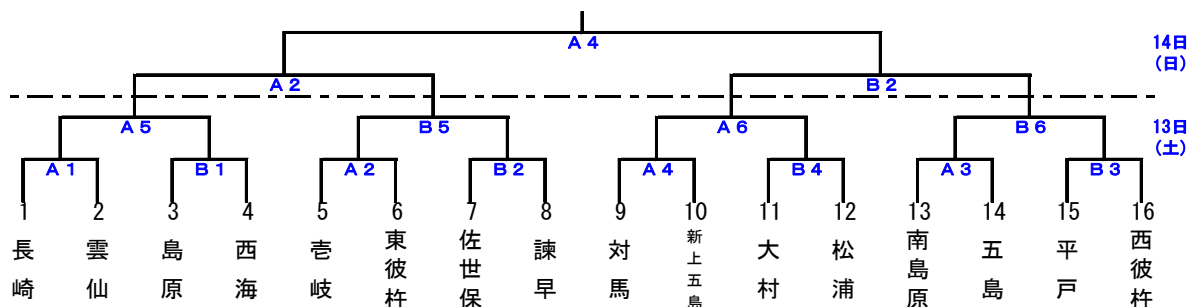 A4
14日
(日)
A2
B2
A5
B5
A6
B6
13日
(土)
A1
B1
A2
B2
A4
B4
A3
B3
1 2 3 4 5 6 7 8 9 10 11 12 13 14 15 16
長崎
雲仙
島原
西海
壱岐
東彼杵
佐世保
諫早
対馬
新上五島
大村
松浦
南島原
五島
平戸
西彼杵